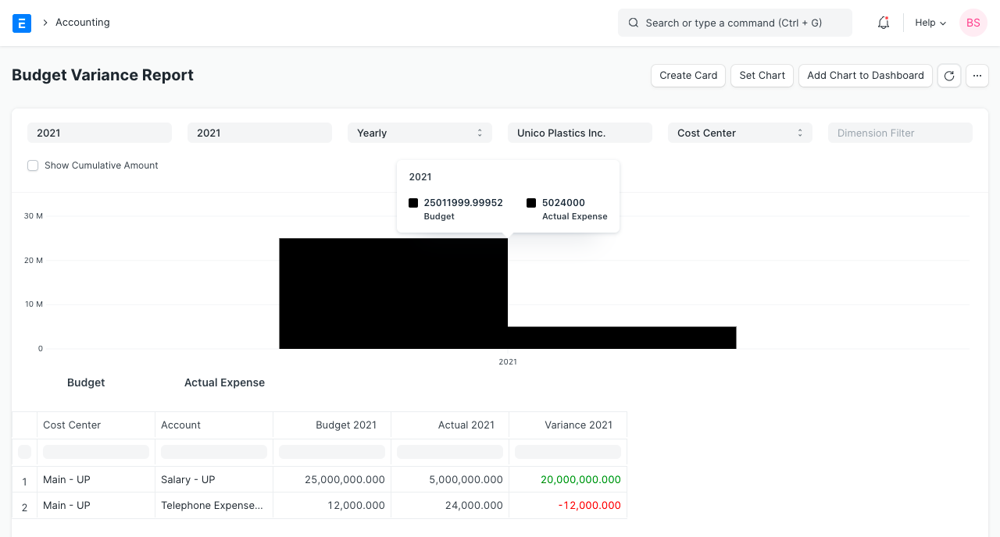 E
Accounting
Search or type a command (Ctrl + G)
Help
BS
Budget Variance Report
Create Card
Set Chart
Add Chart to Dashboard
2021
2021
Yearly
Unico Plastics Inc.
Cost Center
Dimension Filter
Show Cumulative Amount
2021
25011999.99952
5024000
Budget
Actual Expense
30 M
20 M
10 M
0
2021
Budget
Actual Expense
Cost Center Account Budget 2021 Actual 2021 Variance 2021
1 Main - UP Salary - UP 25,000,000.000 5,000,000.000 20,000,000.000
2 Main - UP Telephone Expense... 12,000.000 24,000.000 -12,000.000